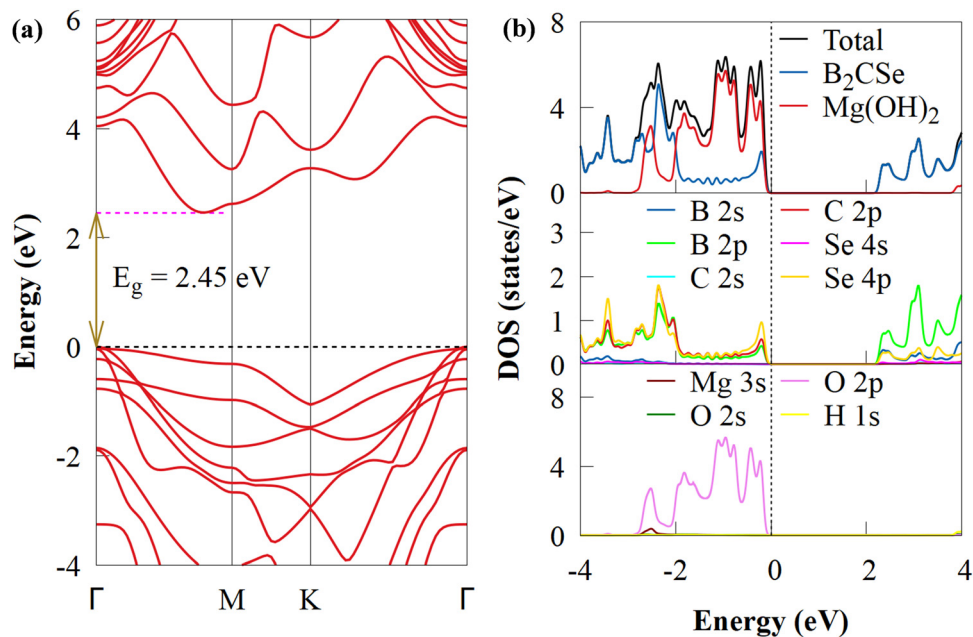 (a)
6
4
2
0
-2
-4
Energy (eV)
E_g = 2.45 eV
Γ
M
K
Γ
(b)
8
4
0
Total
B₂CSe
Mg(OH)₂
3
2
1
0
B 2s
C 2p
B 2p
Se 4s
C 2s
Se 4p
8
4
0
Mg 3s
O 2p
O 2s
H 1s
DOS (states/eV)
-4
-2
0
2
4
Energy (eV)